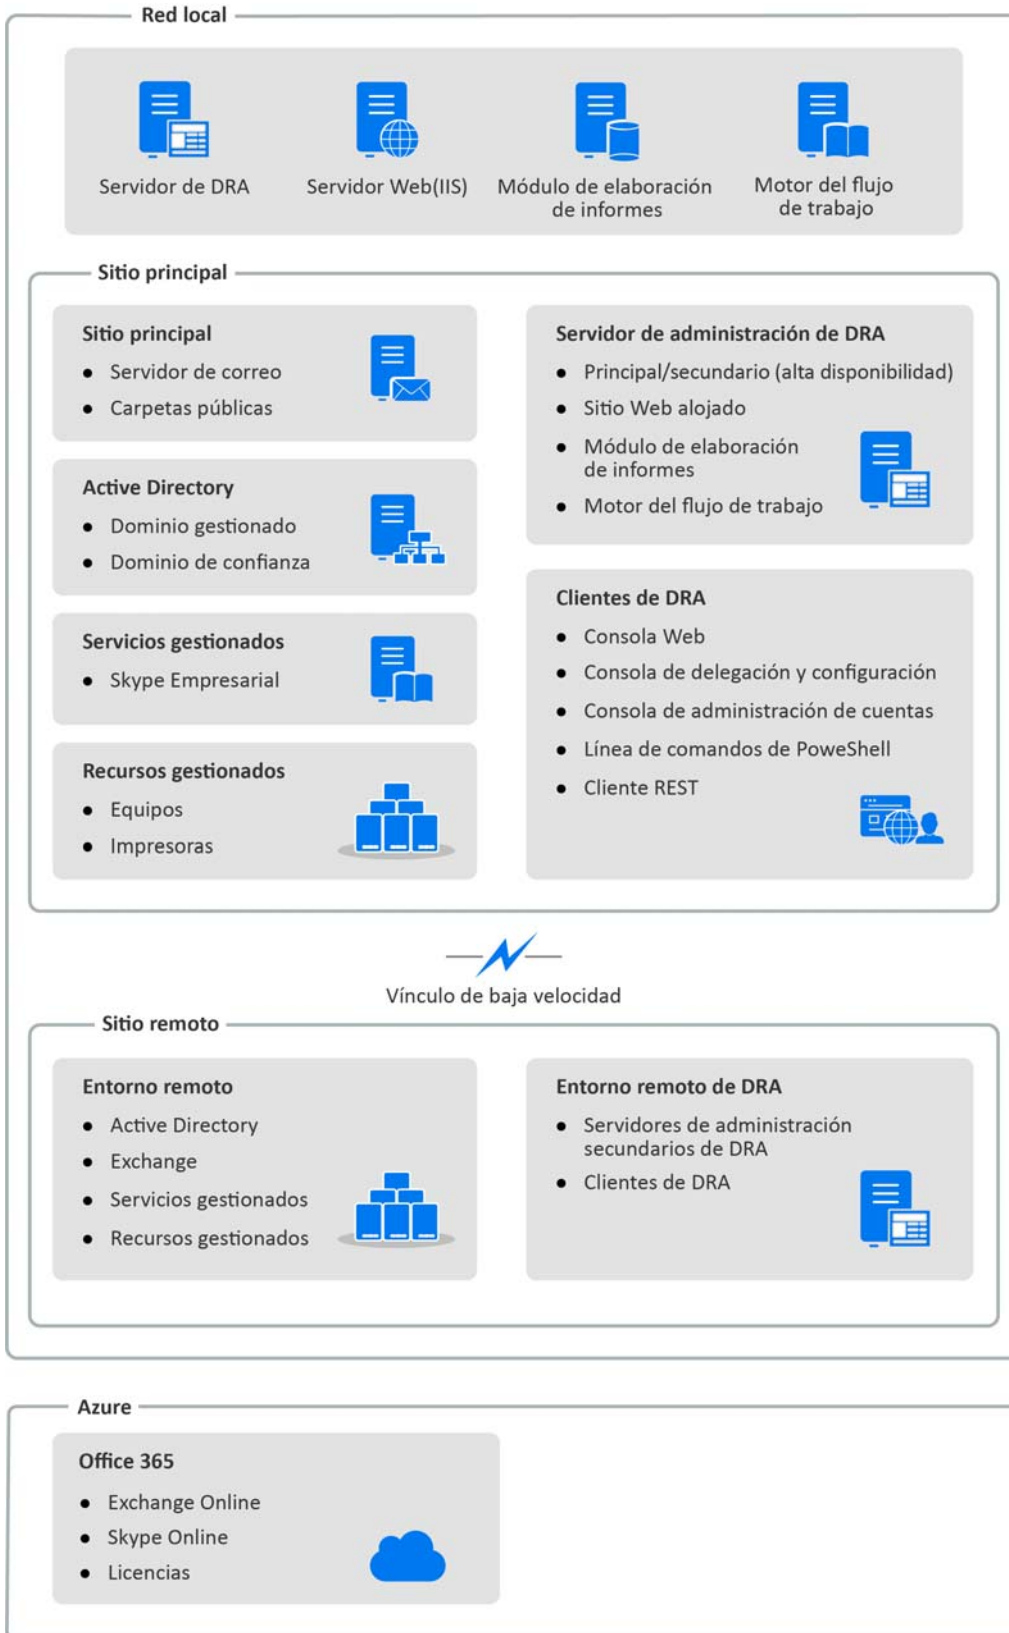 Red local
Servidor de DRA
Servidor Web(IIS)
Módulo de elaboración
de informes
Motor del flujo
de trabajo
Sitio principal
Sitio principal
● Servidor de correo
● Carpetas públicas
Active Directory
● Dominio gestionado
● Dominio de confianza
Servicios gestionados
● Skype Empresarial
Recursos gestionados
● Equipos
● Impresoras
Servidor de administración de DRA
● Principal/secundario (alta disponibilidad)
● Sitio Web alojado
● Módulo de elaboración
de informes
● Motor del flujo de trabajo
Clientes de DRA
● Consola Web
● Consola de delegación y configuración
● Consola de administración de cuentas
● Línea de comandos de PoweShell
● Cliente REST
Vínculo de baja velocidad
Sitio remoto
Entorno remoto
● Active Directory
● Exchange
● Servicios gestionados
● Recursos gestionados
Entorno remoto de DRA
● Servidores de administración
secundarios de DRA
● Clientes de DRA
Azure
Office 365
● Exchange Online
● Skype Online
● Licencias